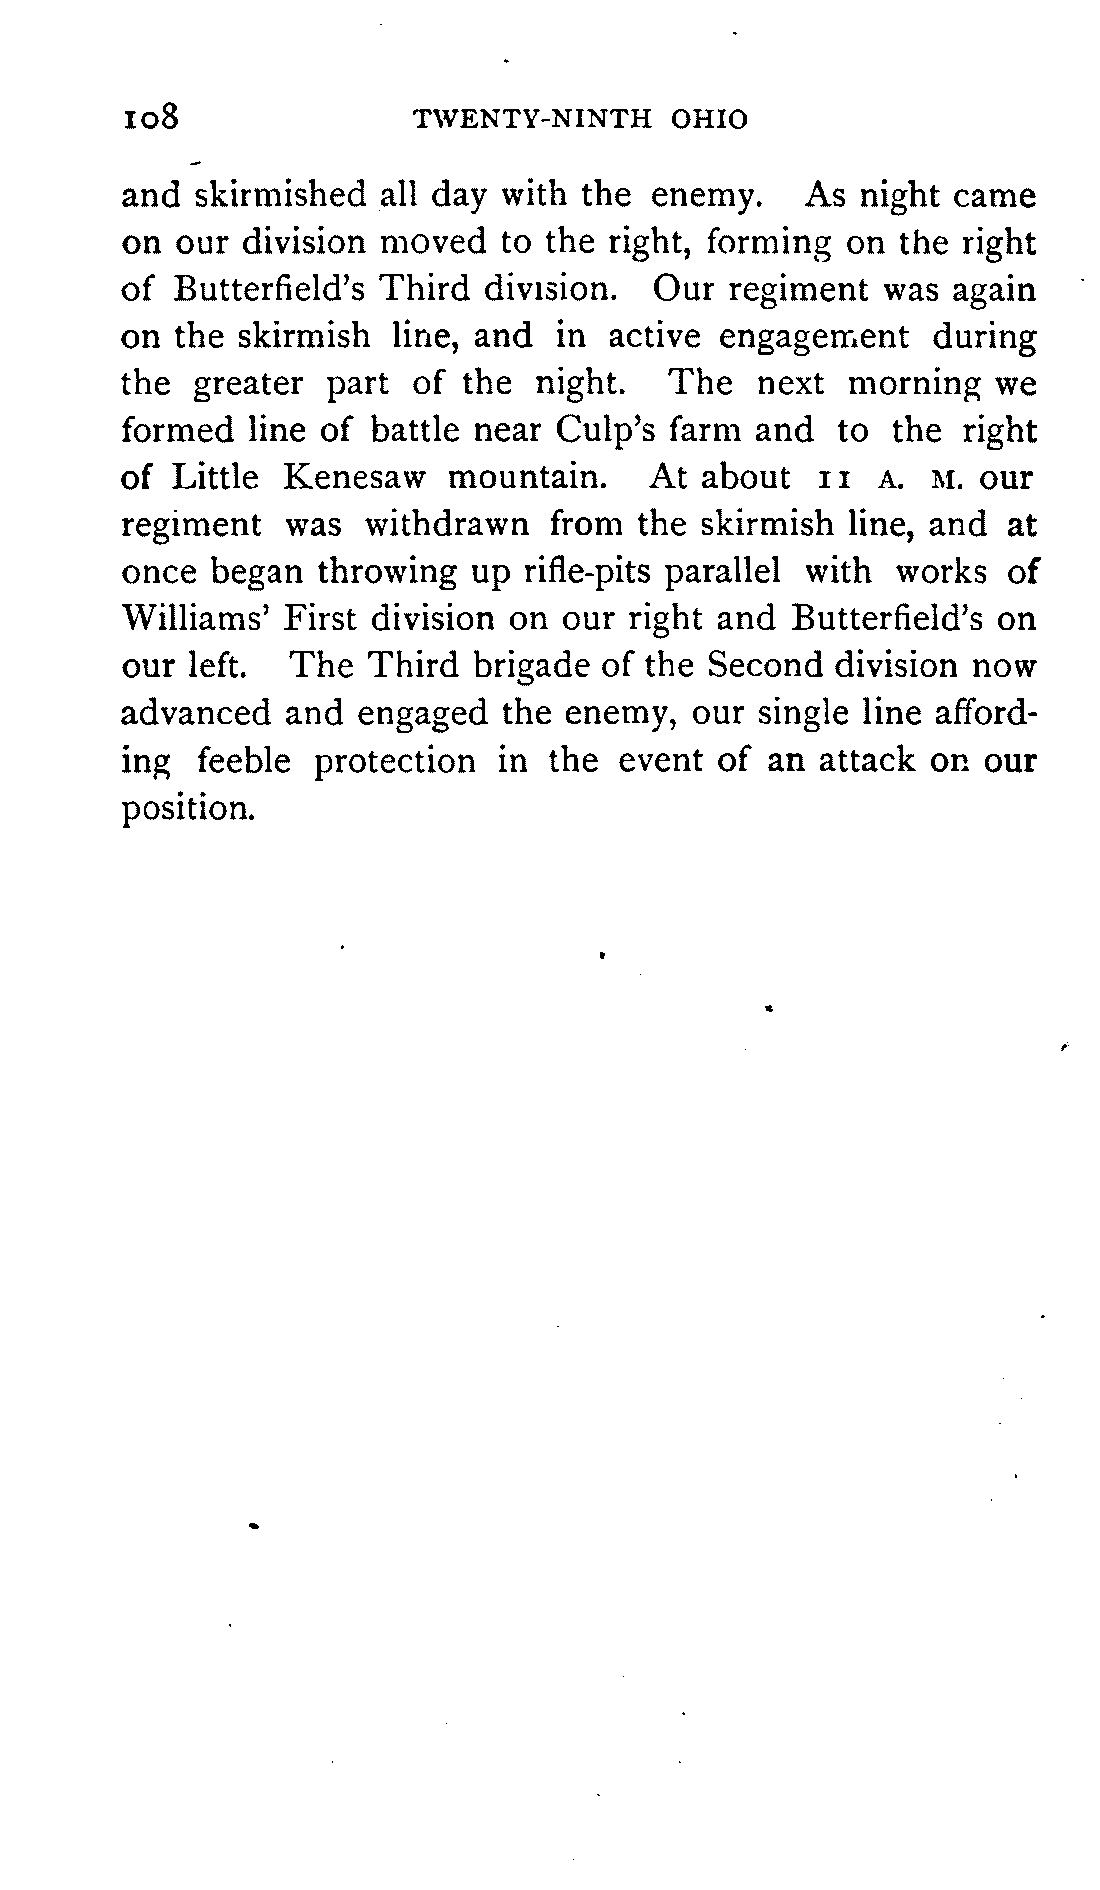 108 TWENTY-NINTH OHIO
and skirmished all day with the enemy. As night came
on our division moved to the right, forming on the right
of Butterfield's Third division. Our regiment was again
on the skirmish line, and in active engagement during
the greater part of the night. The next morning we
formed line of battle near Culp's farm and to the right
of Little Kenesaw mountain. At about 11 A. M. our
regiment was withdrawn from the skirmish line, and at
once began throwing up rifle-pits parallel with works of
Williams' First division on our right and Butterfield's on
our left. The Third brigade of the Second division now
advanced and engaged the enemy, our single line afford-
ing feeble protection in the event of an attack on our
position.